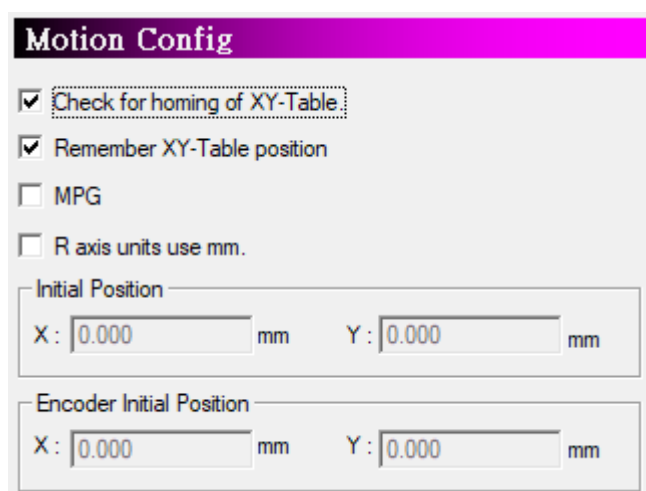 Motion Config
Check for homing of XY-Table.
Remember XY-Table position
MPG
R axis units use mm.
Initial Position
X : 0.000 mm Y : 0.000 mm
Encoder Initial Position
X : 0.000 mm Y : 0.000 mm